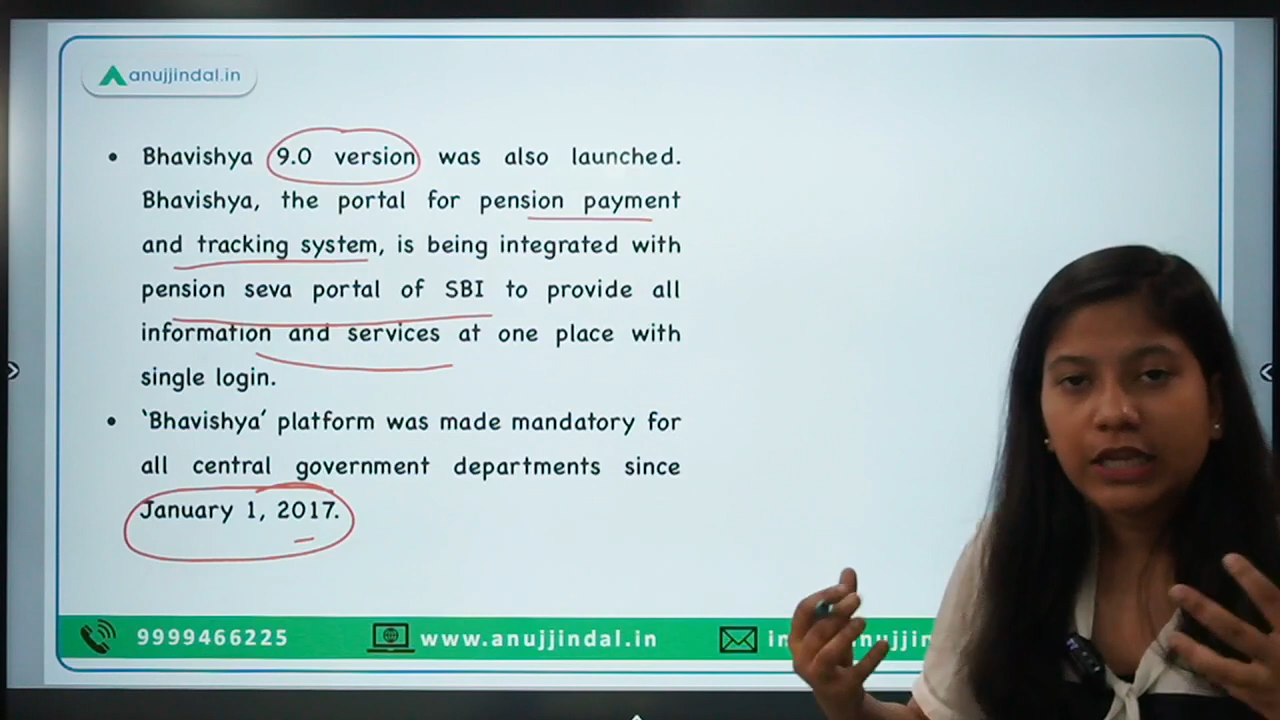 anujjindal.in
• Bhavishya 9.0 version was also launched.
Bhavishya, the portal for pension payment
and tracking system, is being integrated with
pension seva portal of SBI to provide all
information and services at one place with
single login.
• ‘Bhavishya’ platform was made mandatory for
all central government departments since
January 1, 2017.
9999466225 www.anujjindal.in